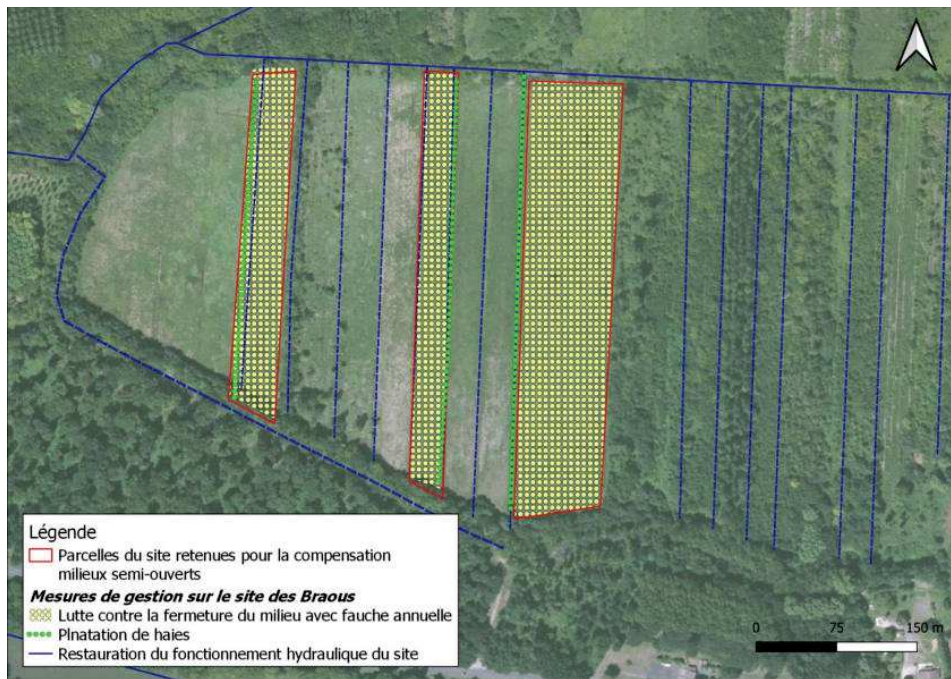 Légende
Parcelles du site retenues pour la compensation
milieux semi-ouverts
Mesures de gestion sur le site des Braous
Lutte contre la fermeture du milieu avec fauche annuelle
Plnatation de haies
Restauration du fonctionnement hydraulique du site
0 75 150 m